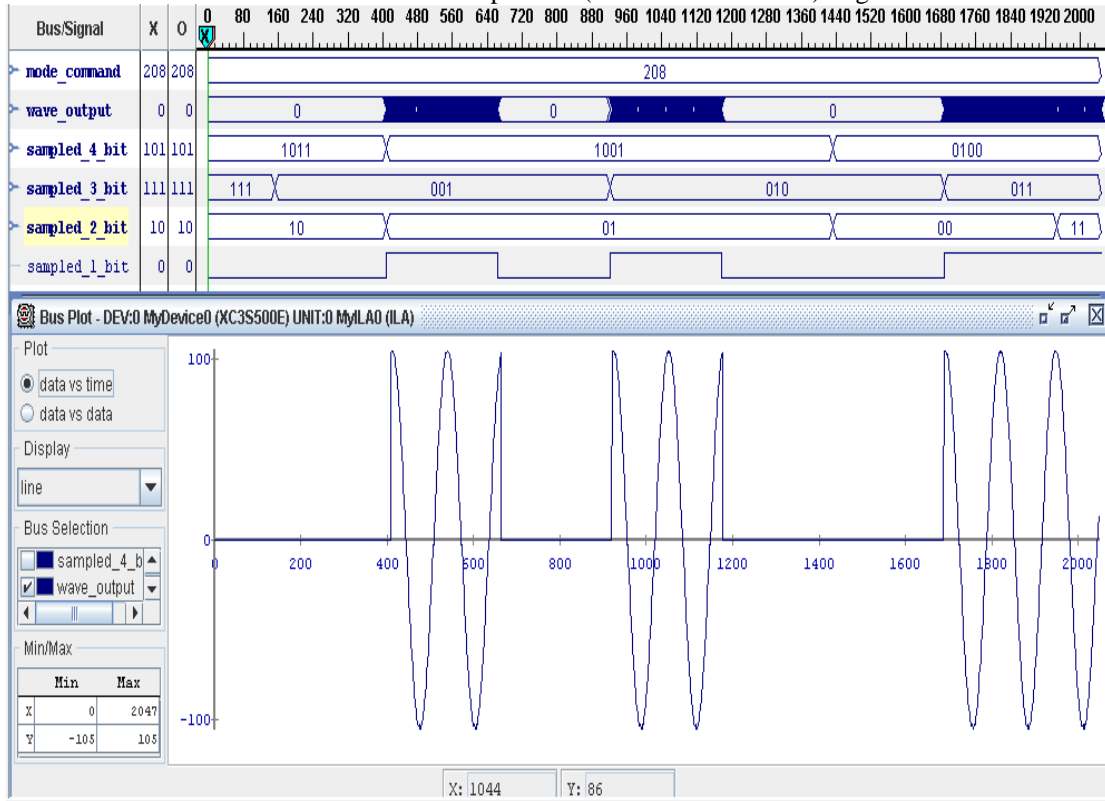 Bus/Signal X O 0 80 160 240 320 400 480 560 640 720 800 880 960 1040 1120 1200 1280 1360 1440 1520 1600 1680 1760 1840 1920 2000
X
mode_command 208 208 208
wave_output 0 0 0 0 0
sampled_4_bit 101 101 1011 1001 0100
sampled_3_bit 111 111 111 001 010 011
sampled_2_bit 10 10 10 01 00 11
sampled_1_bit 0 0
Bus Plot - DEV:0 MyDevice0 (XC3S500E) UNIT:0 MyILA0 (ILA)
Plot
data vs time
data vs data
Display
line
Bus Selection
sampled_4_b
wave_output
Min/Max
Min Max
X 0 2047
Y -105 105
100
0
0 200 400 600 800 1000 1200 1400 1600 1800 2000
-100
X: 1044 Y: 86